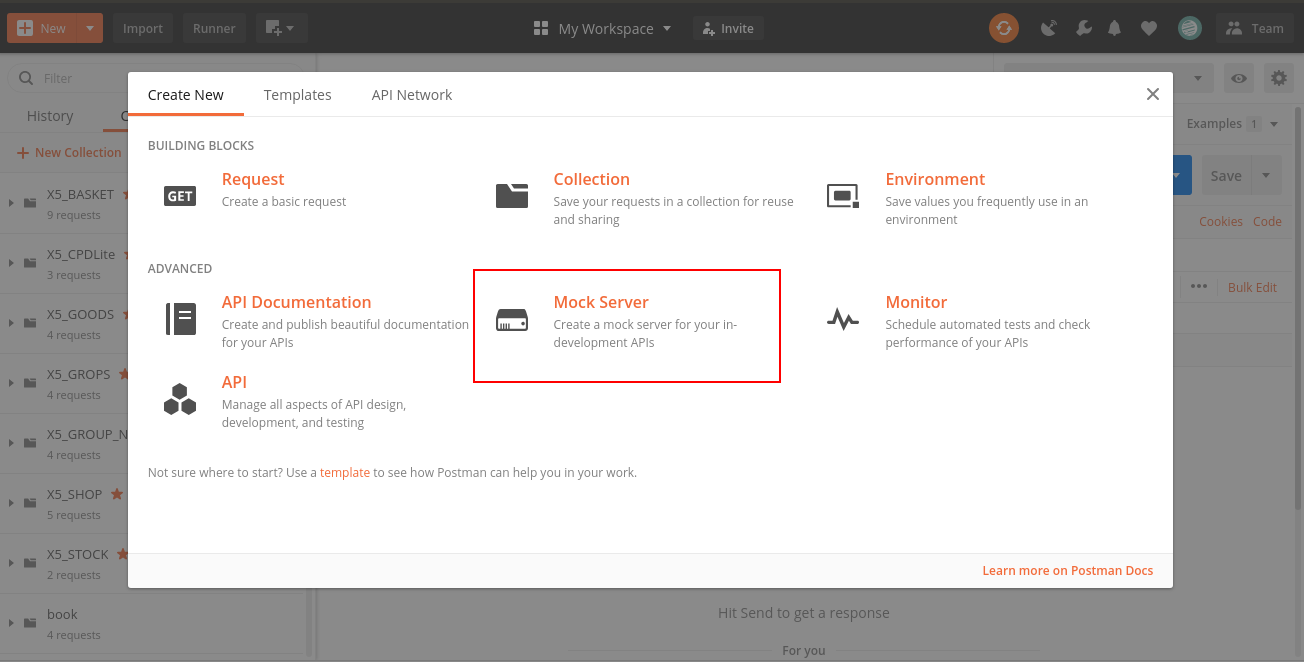 New
Import
Runner
My Workspace
Invite
Team
Filter
History
New Collection
X5_BASKET
9 requests
X5_CPDLite
3 requests
X5_GOODS
4 requests
X5_GROPS
4 requests
X5_GROUP_N
4 requests
X5_SHOP
5 requests
X5_STOCK
2 requests
book
4 requests
Create New
Templates
API Network
BUILDING BLOCKS
GET
Request
Create a basic request
Collection
Save your requests in a collection for reuse
and sharing
Environment
Save values you frequently use in an
environment
ADVANCED
API Documentation
Create and publish beautiful documentation
for your APIs
Mock Server
Create a mock server for your in-
development APIs
Monitor
Schedule automated tests and check
performance of your APIs
API
Manage all aspects of API design,
development, and testing
Not sure where to start? Use a template to see how Postman can help you in your work.
Learn more on Postman Docs
Examples 1
Save
Cookies Code
Bulk Edit
Hit Send to get a response
For you